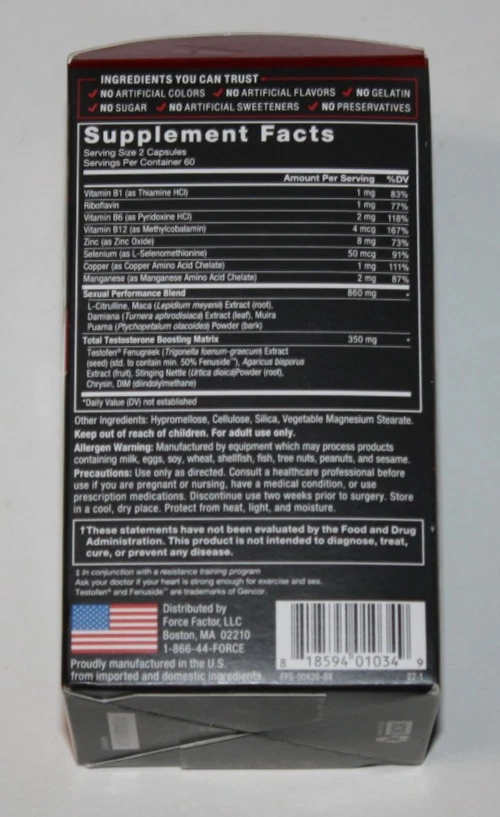 INGREDIENTS YOU CAN TRUST
NO ARTIFICIAL COLORS NO ARTIFICIAL FLAVORS NO GELATIN
NO SUGAR NO ARTIFICIAL SWEETENERS NO PRESERVATIVES
Supplement Facts
Serving Size 2 Capsules
Servings Per Container 60
Amount Per Serving %DV
Vitamin B1 (as Thiamine HCl) 1 mg 83%
Riboflavin 1 mg 77%
Vitamin B6 (as Pyridoxine HCl) 2 mg 118%
Vitamin B12 (as Methylcobalamin) 4 mcg 167%
Zinc (as Zinc Oxide) 8 mg 73%
Selenium (as L-Selenomethionine) 50 mcg 91%
Copper (as Copper Amino Acid Chelate) 1 mg 111%
Manganese (as Manganese Amino Acid Chelate) 2 mg 87%
Sexual Performance Blend 860 mg *
L-Citrulline, Maca (Lepidium meyenii) Extract (root),
Damiana (Turnera aphrodisiaca) Extract (leaf), Muira
Puama (Ptychopetalum olacoides) Powder (bark)
Total Testosterone Boosting Matrix 350 mg *
Testofen® Fenugreek (Trigonella foenum-graecum) Extract
(seed) (std. to contain min. 50% Fenuside™), Agaricus bisporus
Extract (fruit), Stinging Nettle (Urtica dioica)Powder (root),
Chrysin, DIM (diindolylmethane)
*Daily Value (DV) not established
Other Ingredients: Hypromellose, Cellulose, Silica, Vegetable Magnesium Stearate.
Keep out of reach of children. For adult use only.
Allergen Warning: Manufactured by equipment which may process products
containing milk, eggs, soy, wheat, shellfish, fish, tree nuts, peanuts, and sesame.
Precautions: Use only as directed. Consult a healthcare professional before
use if you are pregnant or nursing, have a medical condition, or use
prescription medications. Discontinue use two weeks prior to surgery. Store
in a cool, dry place. Protect from heat, light, and moisture.
†These statements have not been evaluated by the Food and Drug
Administration. This product is not intended to diagnose, treat,
cure, or prevent any disease.
‡ In conjunction with a resistance training program
Ask your doctor if your heart is strong enough for exercise and sex.
Testofen® and Fenuside™ are trademarks of Gencor.
Distributed by
Force Factor, LLC
Boston, MA 02210
1-866-44-FORCE
Proudly manufactured in the U.S.
from imported and domestic ingredients.
8 18594 01034 9
22.1